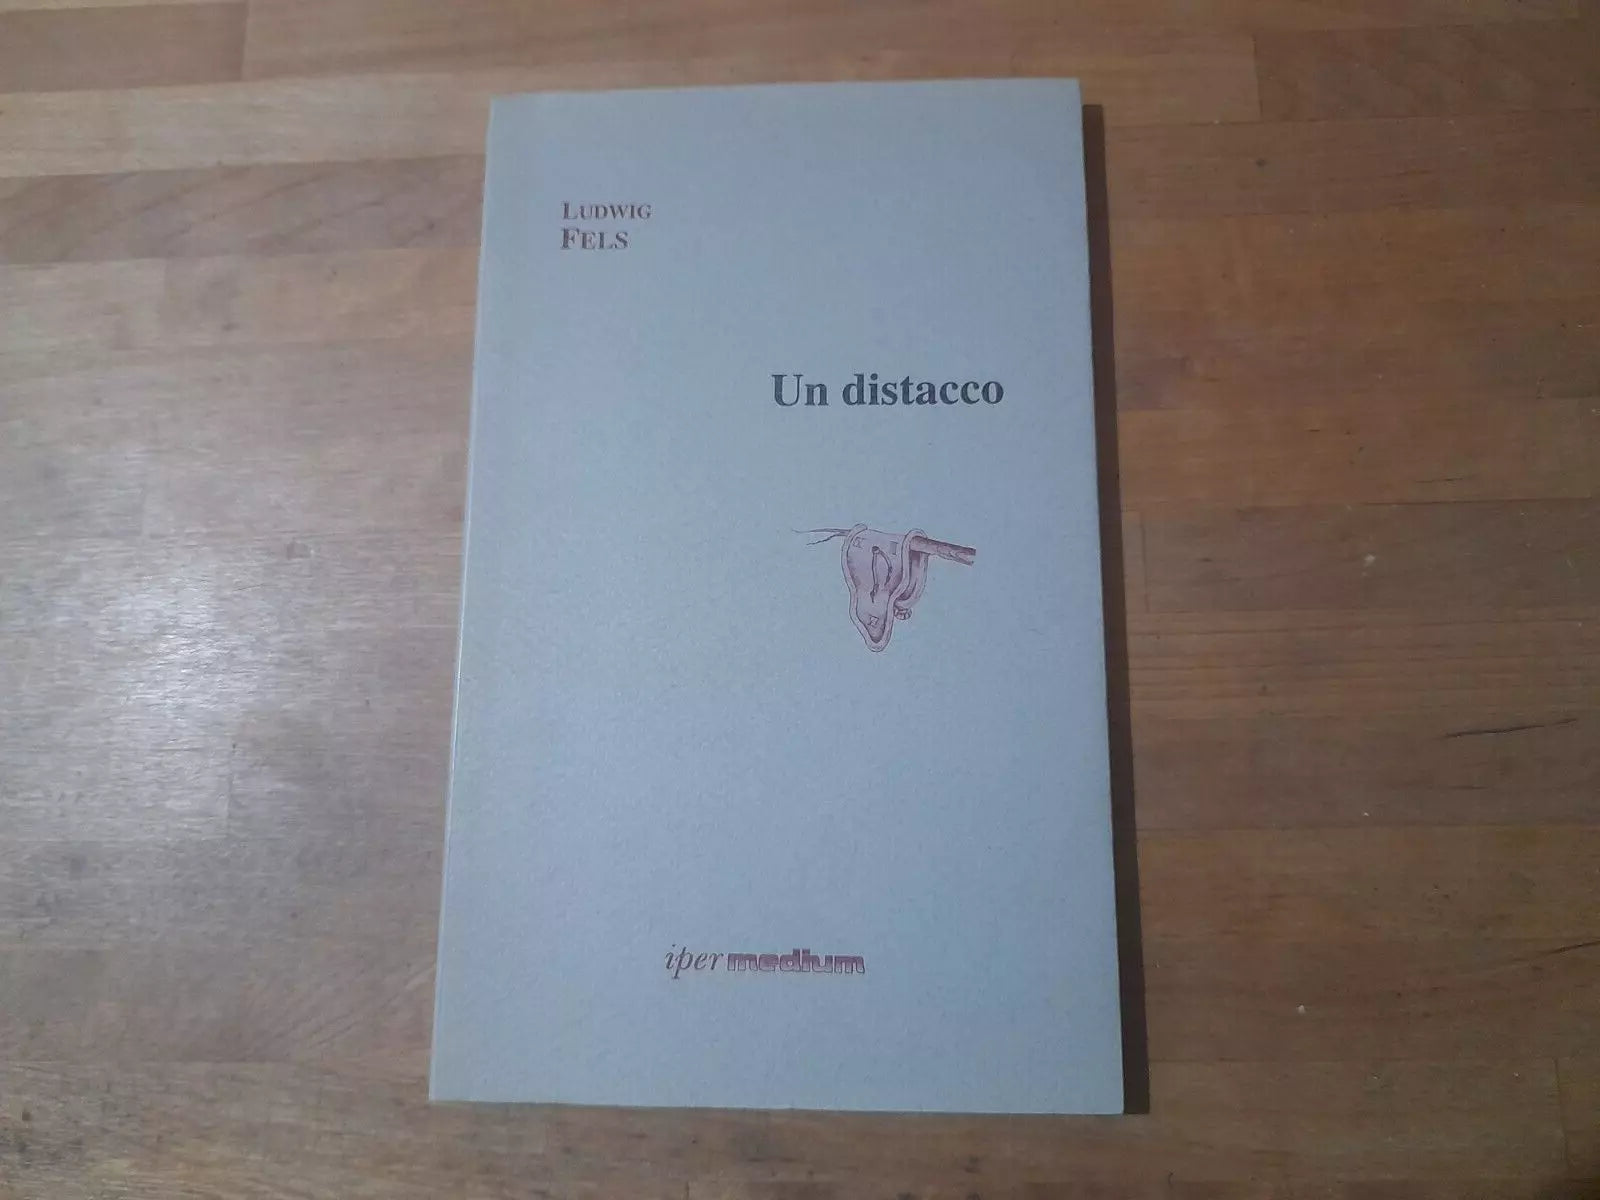 LUDWIG
FELS
Un distacco
iper medium